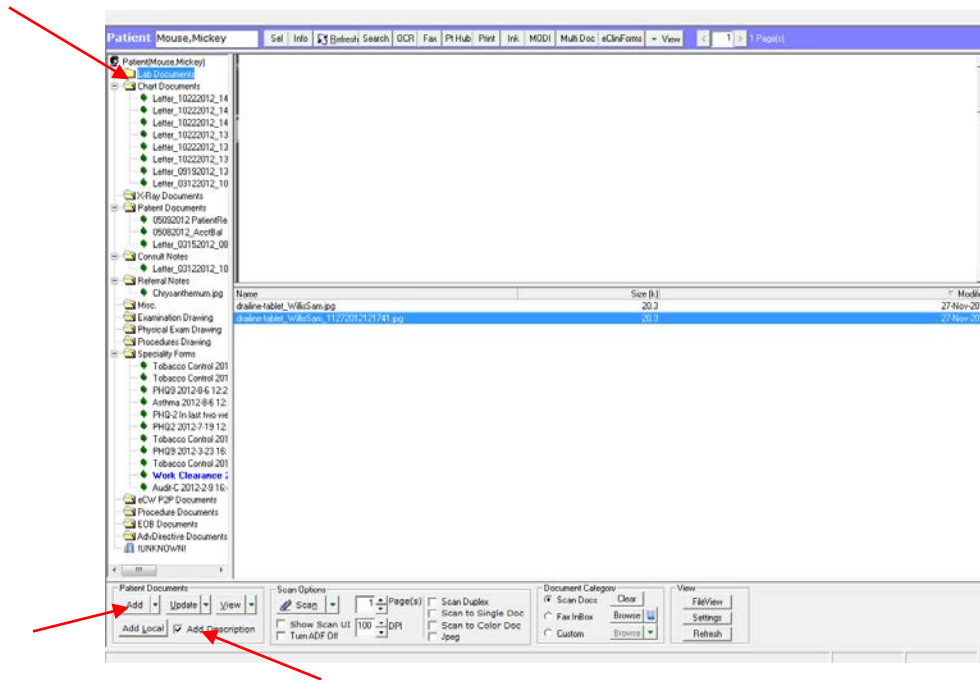 Patient Mouse,Mickey Sel Info Refresh Search OCR Fax Pt Hub Print Ink MODI Multi Doc eClinForms View < 1 > 1 Page(s)
Patient(Mouse,Mickey)
Lab Documents
Chart Documents
Letter_10222012_14
Letter_10222012_14
Letter_10222012_14
Letter_10222012_13
Letter_10222012_13
Letter_10222012_13
Letter_09192012_13
Letter_03122012_10
X-Ray Documents
Patient Documents
05092012 PatientRe
05082012_AcctBal
Letter_03152012_08
Consult Notes
Letter_03122012_10
Referral Notes
Chrysanthemum.jpg
Misc.
Examination Drawing
Physical Exam Drawing
Procedures Drawing
Speciality Forms
Tobacco Control 201
Tobacco Control 201
PHQ9 2012-8-6 12:2
Asthma 2012-8-6 12:
PHQ-2 In last two we
PHQ2 2012-7-19 12:
Tobacco Control 201
PHQ9 2012-3-23 16:
Tobacco Control 201
Work Clearance 2
Audit-C 2012-2-9 16:
eCW P2P Documents
Procedure Documents
EOB Documents
AdvDirective Documents
!UNKNOWN!
Name Size (k) Modifi
draline-tablet_WillisSam.jpg 20.3 27-Nov-20
draline-tablet_WillisSam_11272012121741.jpg 20.3 27-Nov-20
Patient Documents
Add Update View
Add Local Add Description
Scan Options
Scan 1 Page(s)
Show Scan UI 100 DPI
Turn ADF Off
Scan Duplex
Scan to Single Doc
Scan to Color Doc
Jpeg
Document Category
Scan Docs Clear
Fax InBox Browse
Custom Browse
View
FileView
Settings
Refresh